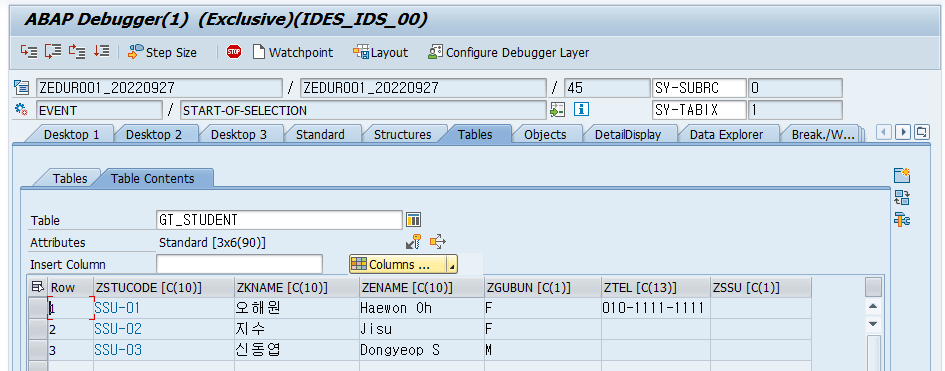 ABAP Debugger(1) (Exclusive)(IDES_IDS_00)
Step Size STOP Watchpoint Layout Configure Debugger Layer
ZEDUR001_20220927 / ZEDUR001_20220927 / 45 SY-SUBRC 0
EVENT / START-OF-SELECTION SY-TABIX 1
Desktop 1 Desktop 2 Desktop 3 Standard Structures Tables Objects DetailDisplay Data Explorer Break./W...
Tables Table Contents
Table GT_STUDENT
Attributes Standard [3x6(90)]
Insert Column Columns ...
Row ZSTUCODE [C(10)] ZKNAME [C(10)] ZENAME [C(10)] ZGUBUN [C(1)] ZTEL [C(13)] ZSSU [C(1)]
1 SSU-01 오해원 Haewon Oh F 010-1111-1111
2 SSU-02 지수 Jisu F
3 SSU-03 신동엽 Dongyeop S M